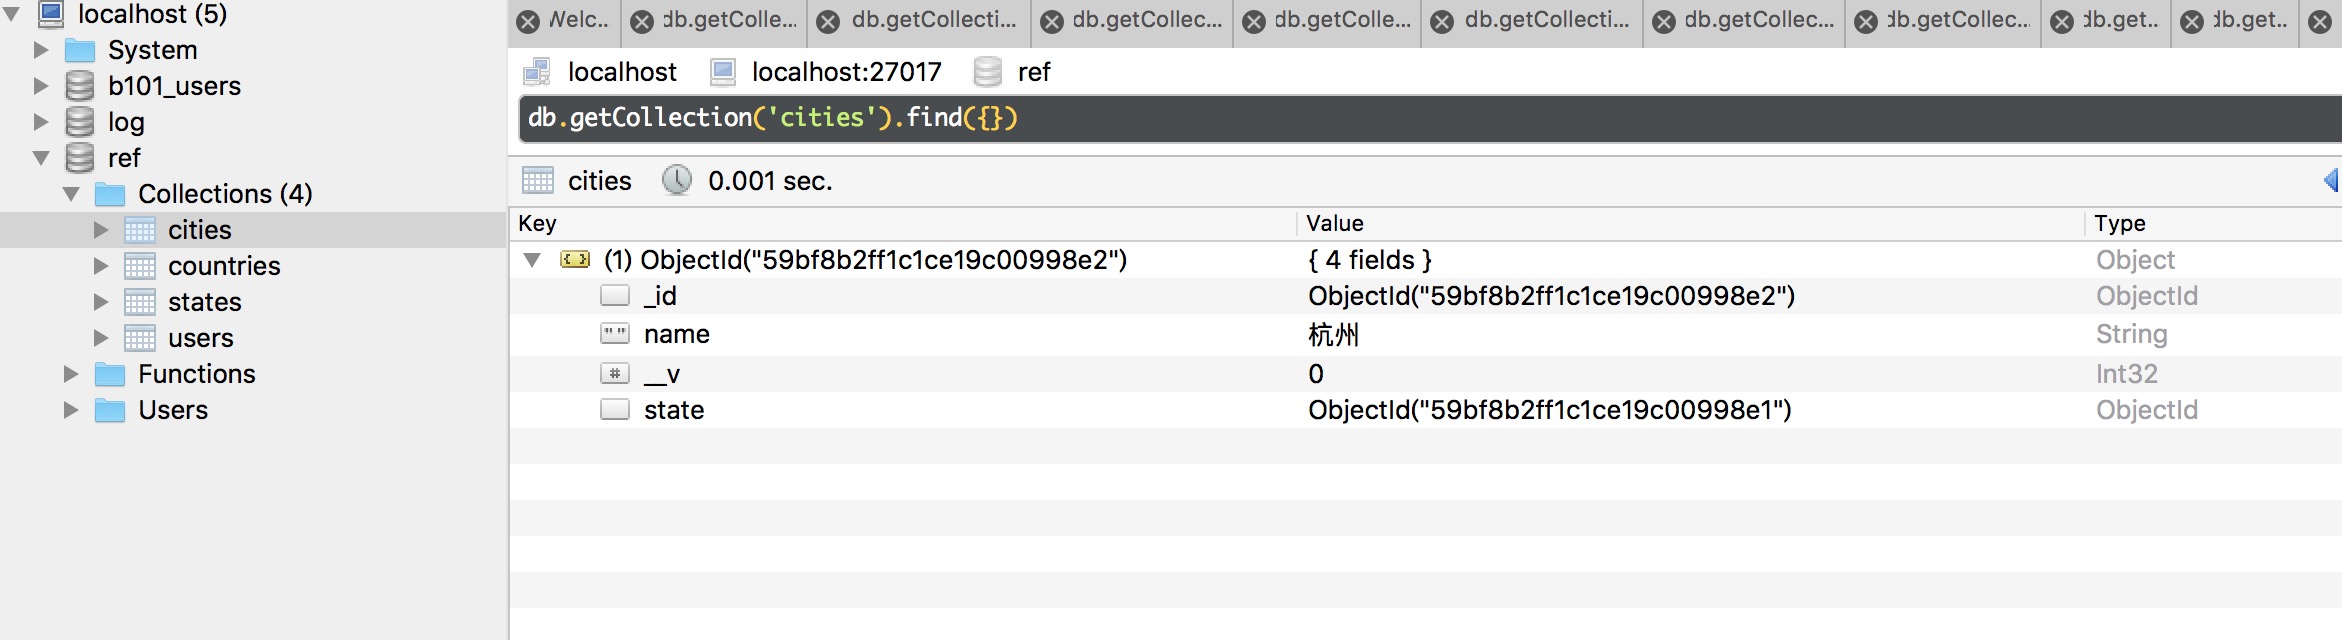 localhost (5)
System
b101_users
log
ref
Collections (4)
cities
countries
states
users
Functions
Users
Welc... db.getColle... db.getCollecti... db.getCollec... db.getColle... db.getCollecti... db.getCollec... db.getCollec... db.get... db.get...
localhost localhost:27017 ref
db.getCollection('cities').find({})
cities 0.001 sec.
Key Value Type
(1) ObjectId("59bf8b2ff1c1ce19c00998e2") { 4 fields } Object
_id ObjectId("59bf8b2ff1c1ce19c00998e2") ObjectId
name 杭州 String
__v 0 Int32
state ObjectId("59bf8b2ff1c1ce19c00998e1") ObjectId